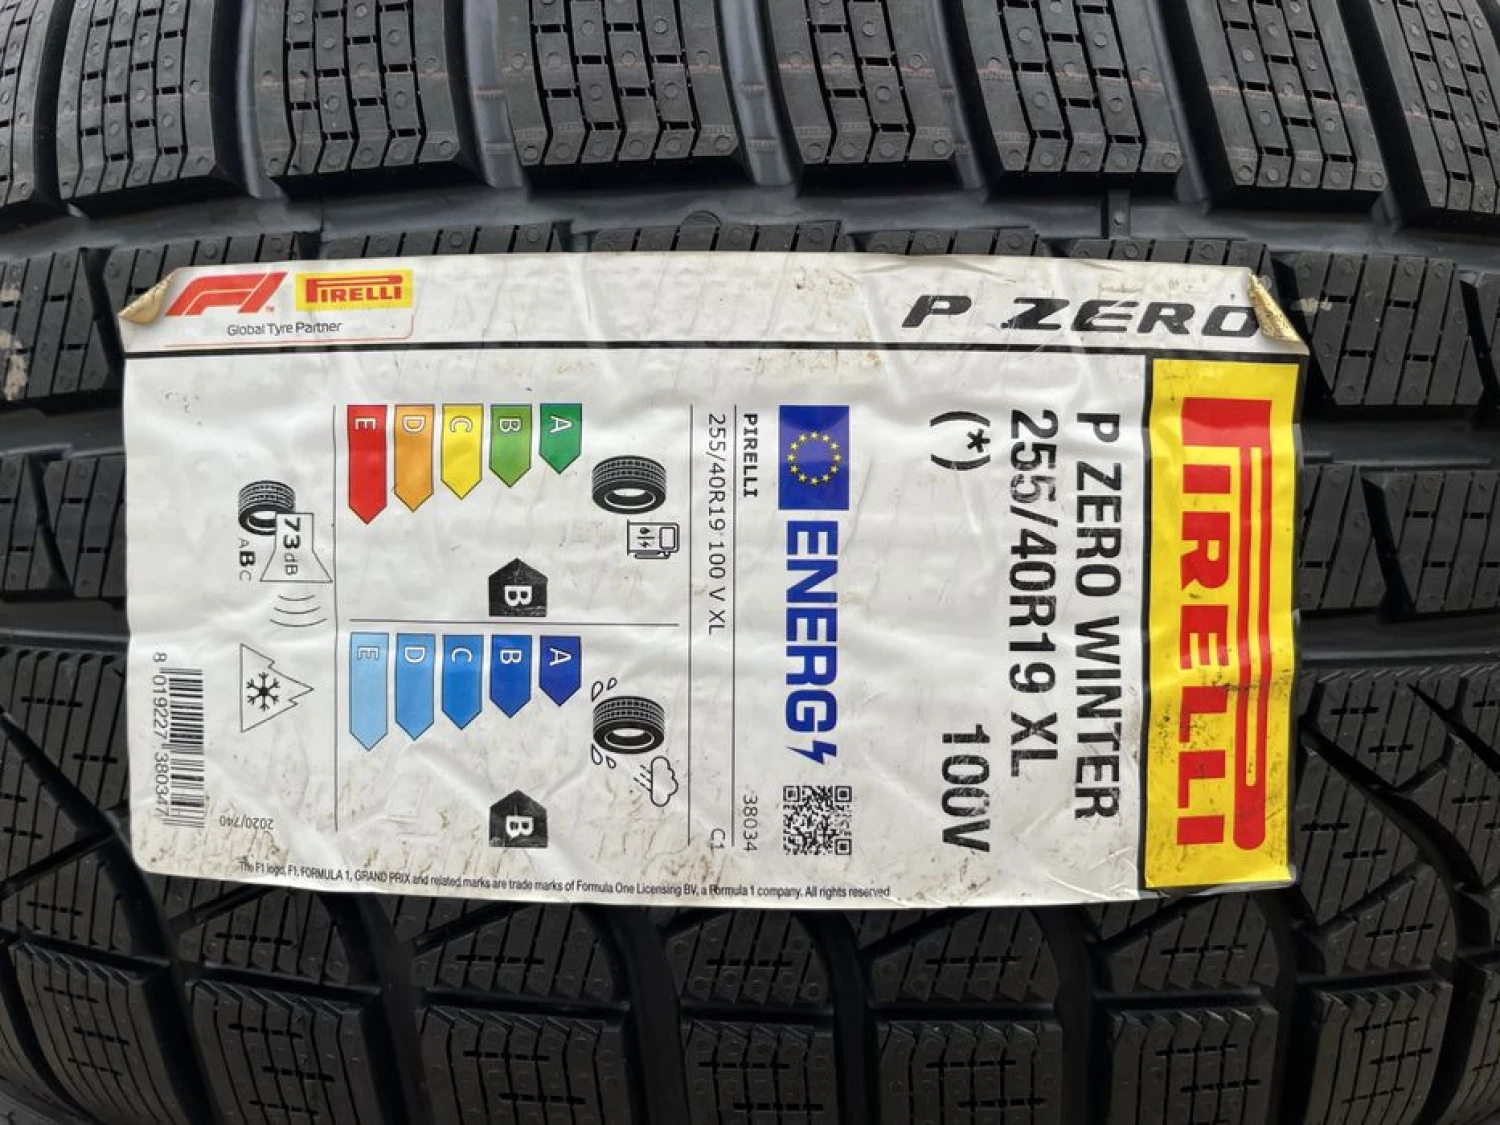 F1™ PIRELLI
Global Tyre Partner
P ZERO
PIRELLI
P ZERO WINTER
255/40R19 XL
(*) 100V
ENERG
PIRELLI 38034
255/40R19 100 V XL C1
A
B
C
D
E
B
A
B
C
D
E
B
73 dB
ABC
2020/740
8 019227 380347
The F1 logo, F1, FORMULA 1, GRAND PRIX and related marks are trade marks of Formula One Licensing BV, a Formula 1 company. All rights reserved